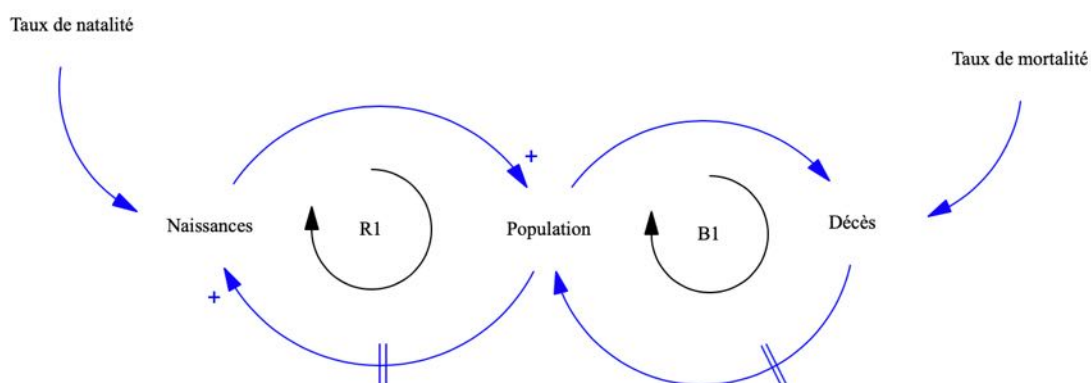 Taux de natalité
Taux de mortalité
+
Naissances
R1
Population
B1
Décès
+